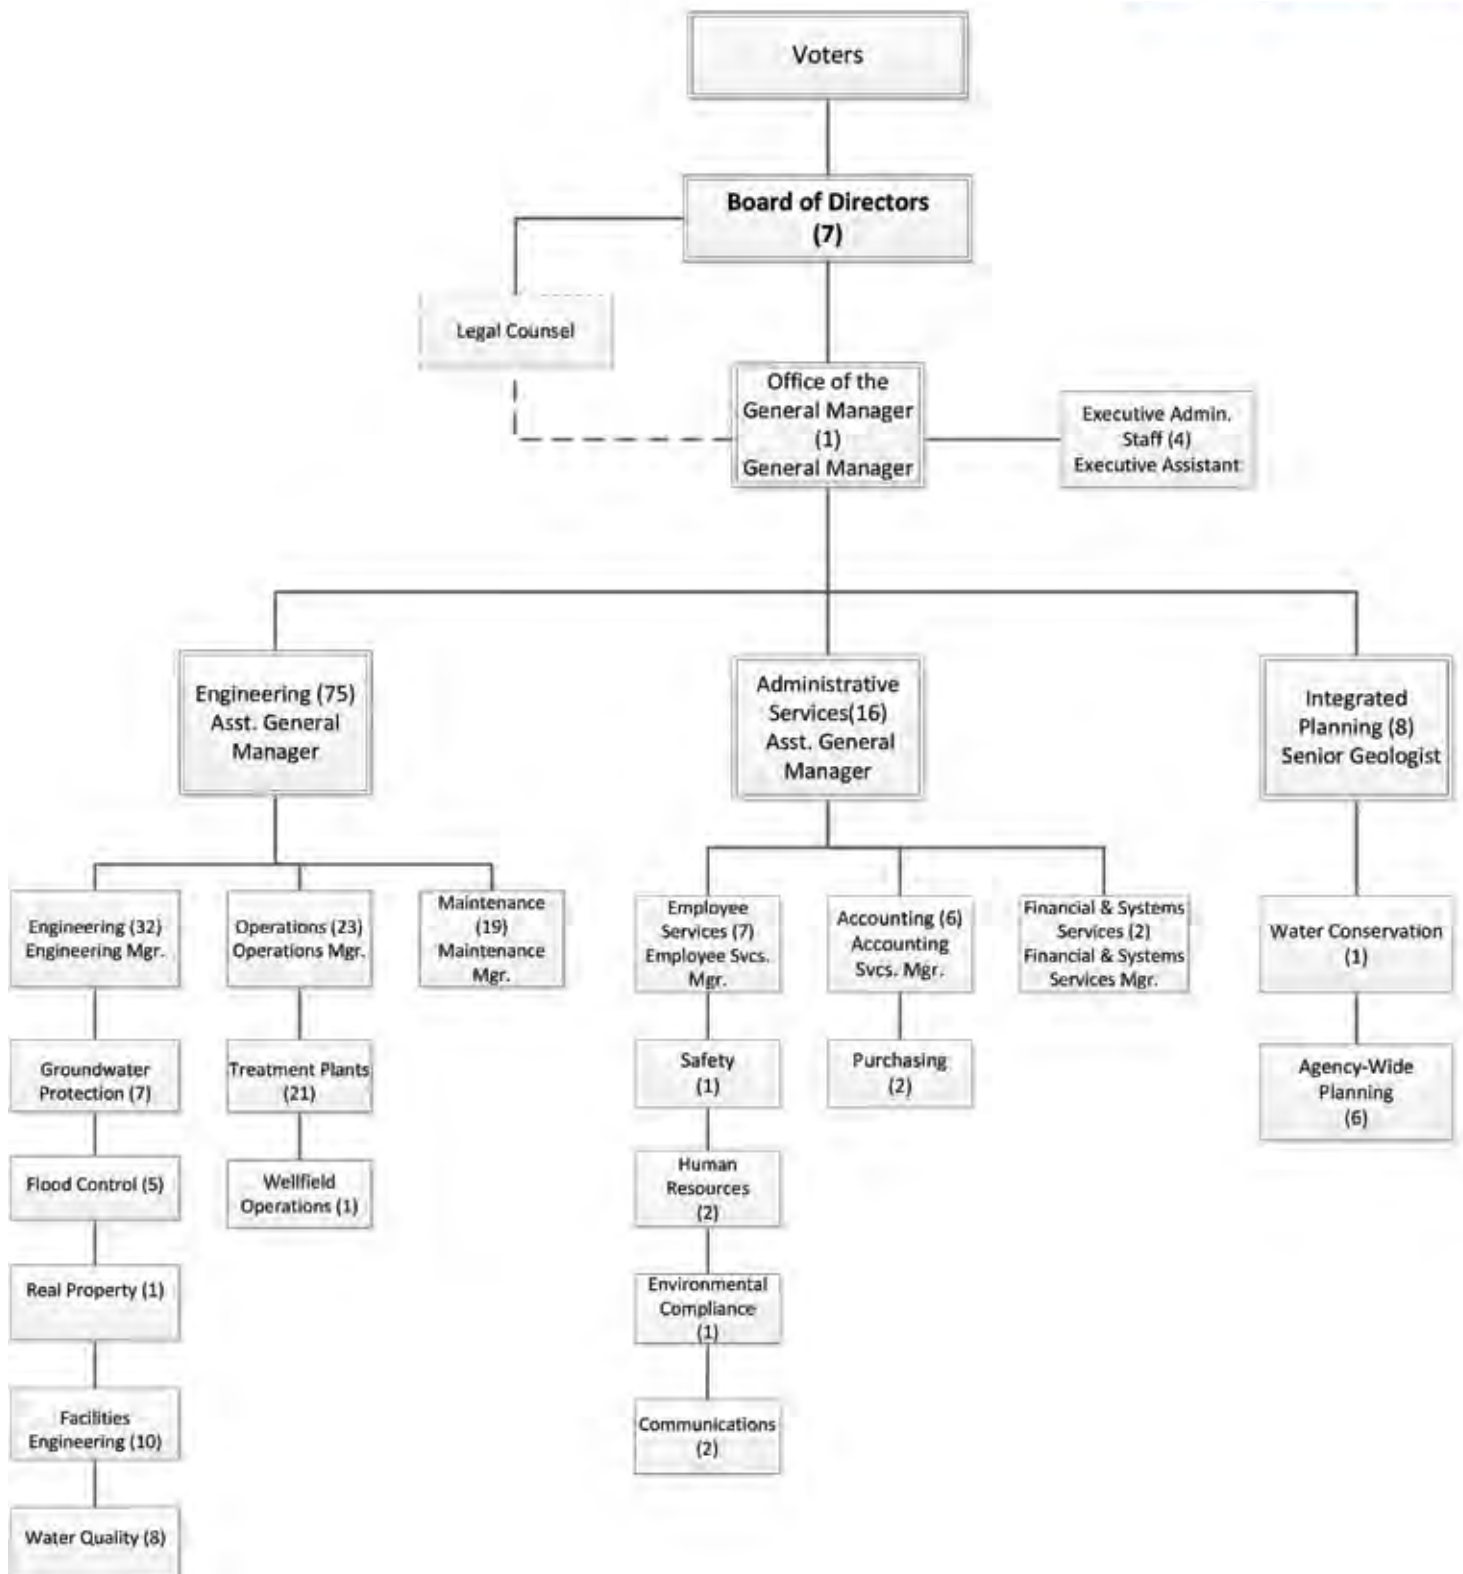 Voters
Board of Directors
(7)
Legal Counsel
Office of the
General Manager
(1)
General Manager
Executive Admin.
Staff (4)
Executive Assistant
Engineering (75)
Asst. General
Manager
Administrative
Services(16)
Asst. General
Manager
Integrated
Planning (8)
Senior Geologist
Engineering (32)
Engineering Mgr.
Operations (23)
Operations Mgr.
Maintenance
(19)
Maintenance
Mgr.
Employee
Services (7)
Employee Svcs.
Mgr.
Accounting (6)
Accounting
Svcs. Mgr.
Financial & Systems
Services (2)
Financial & Systems
Services Mgr.
Water Conservation
(1)
Groundwater
Protection (7)
Treatment Plants
(21)
Safety
(1)
Purchasing
(2)
Agency-Wide
Planning
(6)
Flood Control (5)
Wellfield
Operations (1)
Human
Resources
(2)
Real Property (1)
Environmental
Compliance
(1)
Facilities
Engineering (10)
Communications
(2)
Water Quality (8)